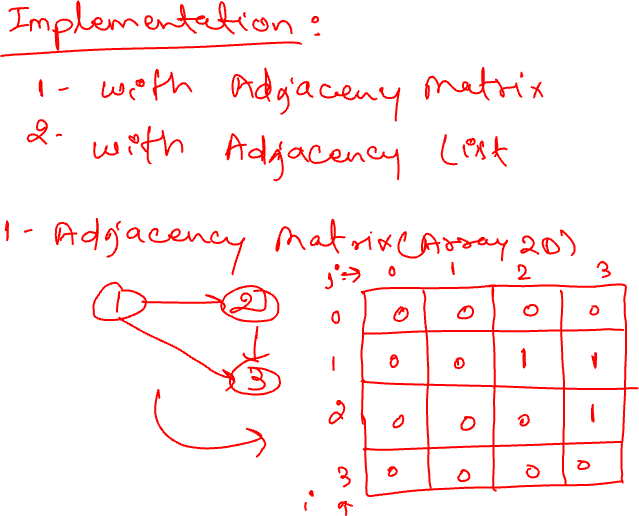 Implementation:
1- with Adjaceny Matrix
2- with Adjacency List
1- Adjacency Matrix(Array 2D)
j→ 0 1 2 3
1 2 3
0 0 0 0 0
1 0 0 1 1
2 0 0 0 1
3 0 0 0 0
i ↑